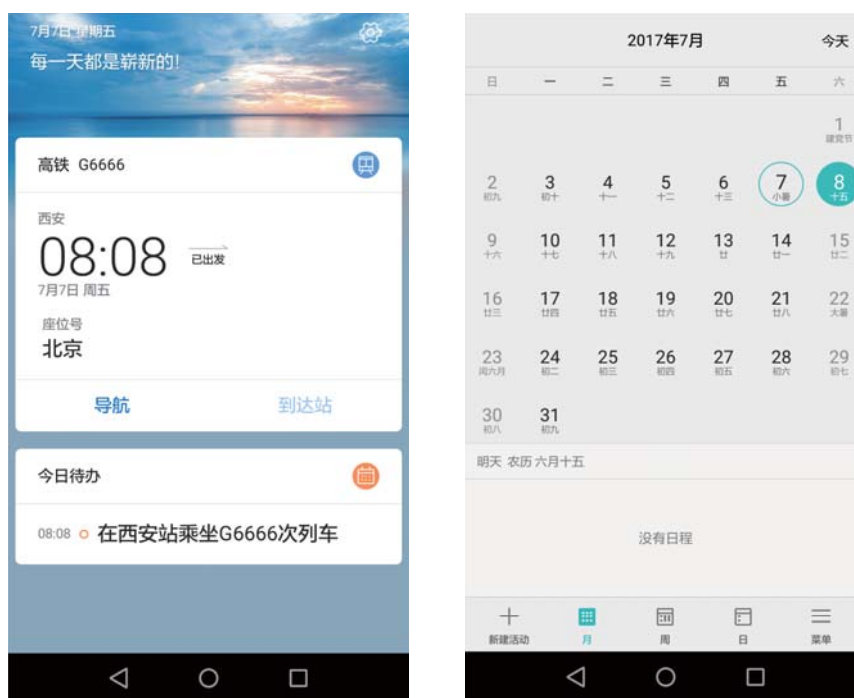 7月7日 星期五
每一天都是崭新的!
高铁 G6666
西安
08:08 已出发
7月7日 周五
座位号
北京
导航 到达站
今日待办
08:08 在西安站乘坐G6666次列车
2017年7月 今天
日 一 二 三 四 五 六
1
建党节
2 3 4 5 6 7 8
初九 初十 十一 十二 十三 小暑 十五
9 10 11 12 13 14 15
十六 十七 十八 十九 廿 廿一 廿二
16 17 18 19 20 21 22
廿三 廿四 廿五 廿六 廿七 廿八 大暑
23 24 25 26 27 28 29
闰六月 初二 初三 初四 初五 初六 初七
30 31
初八 初九
明天 农历 六月十五
没有日程
新建活动 月 周 日 菜单